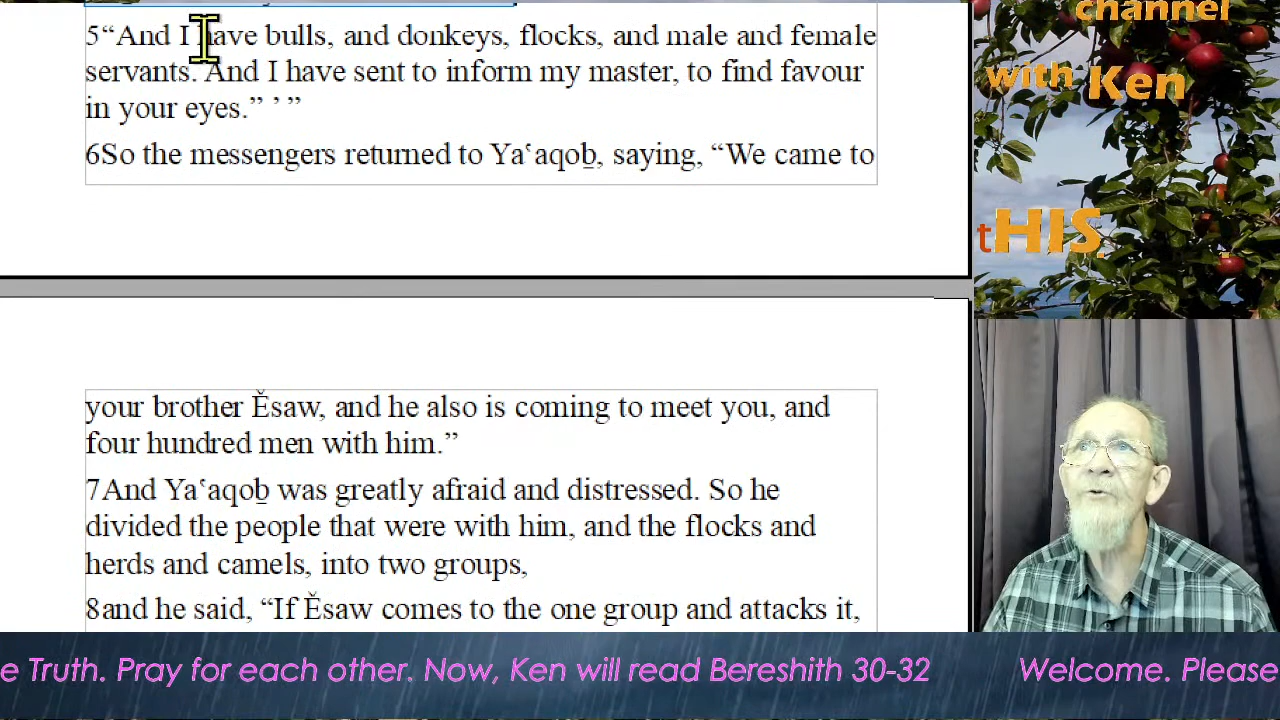 5“And I have bulls, and donkeys, flocks, and male and female
servants. And I have sent to inform my master, to find favour
in your eyes.” ’ ”
6So the messengers returned to Yaʽaqoḇ, saying, “We came to
your brother Ěsaw, and he also is coming to meet you, and
four hundred men with him.”
7And Yaʽaqoḇ was greatly afraid and distressed. So he
divided the people that were with him, and the flocks and
herds and camels, into two groups,
8and he said, “If Ěsaw comes to the one group and attacks it,
channel
with Ken
tHIS.
e Truth. Pray for each other. Now, Ken will read Bereshith 30-32 Welcome. Please